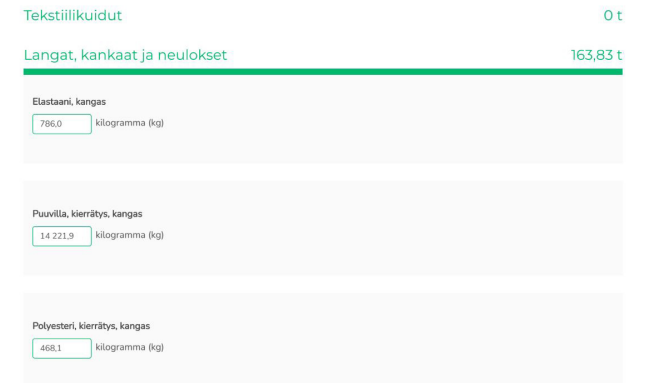 Tekstiilikuidut 0 t
Langat, kankaat ja neulokset 163,83 t
Elastaani, kangas
786,0 kilogramma (kg)
Puuvilla, kierrätys, kangas
14 221,9 kilogramma (kg)
Polyesteri, kierrätys, kangas
468,1 kilogramma (kg)